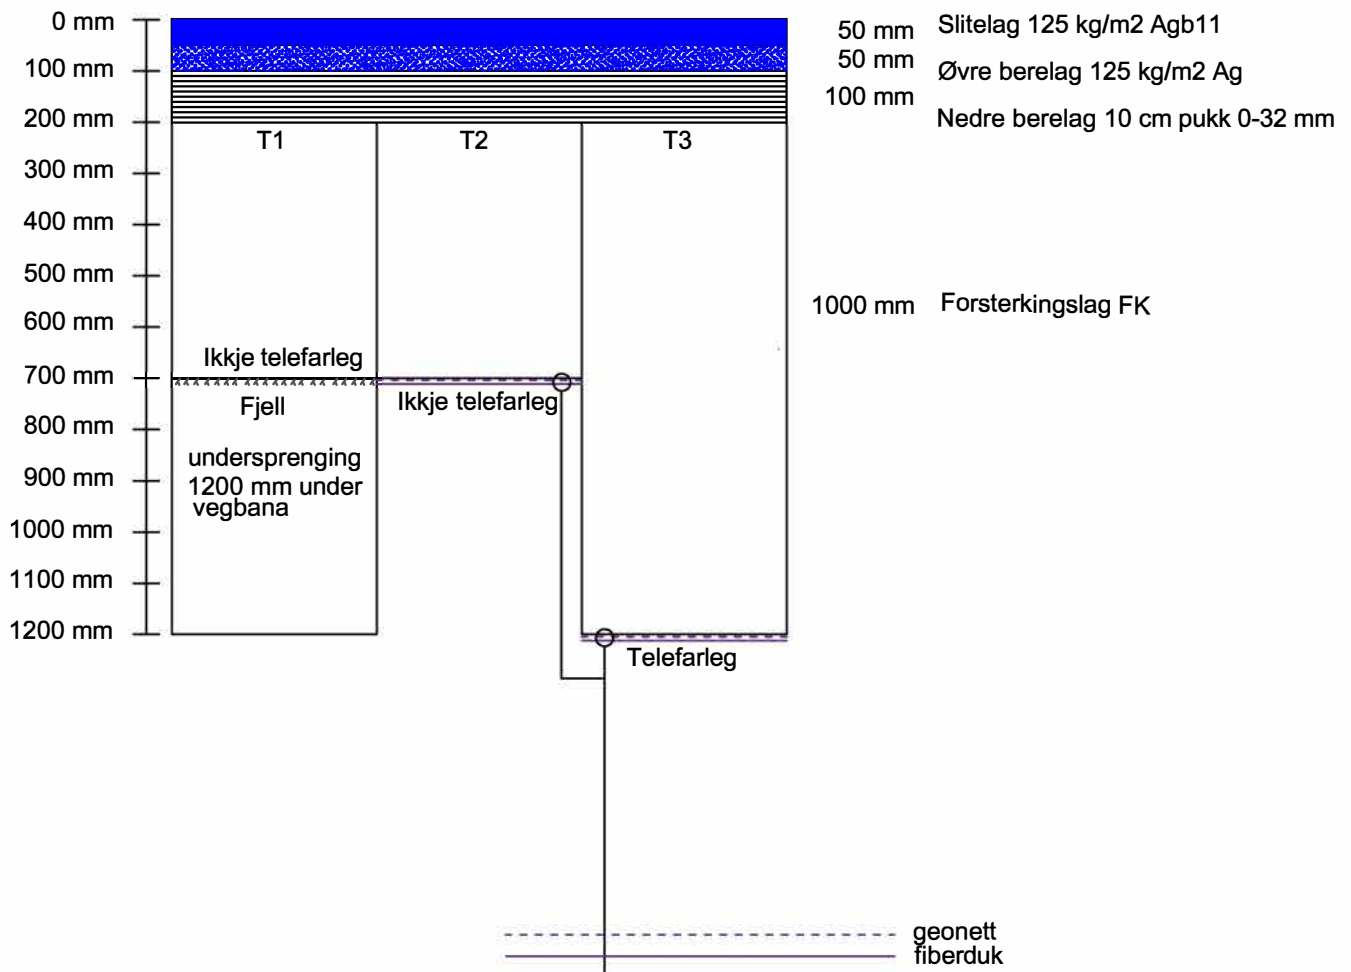 0 mm
100 mm
200 mm
300 mm
400 mm
500 mm
600 mm
700 mm
800 mm
900 mm
1000 mm
1100 mm
1200 mm
50 mm Slitelag 125 kg/m2 Agb11
50 mm Øvre berelag 125 kg/m2 Ag
100 mm Nedre berelag 10 cm pukk 0-32 mm
T1 T2 T3
1000 mm Forsterkingslag FK
Ikkje telefarleg
Fjell
Ikkje telefarleg
undersprenging
1200 mm under
vegbana
Telefarleg
geonett
fiberduk